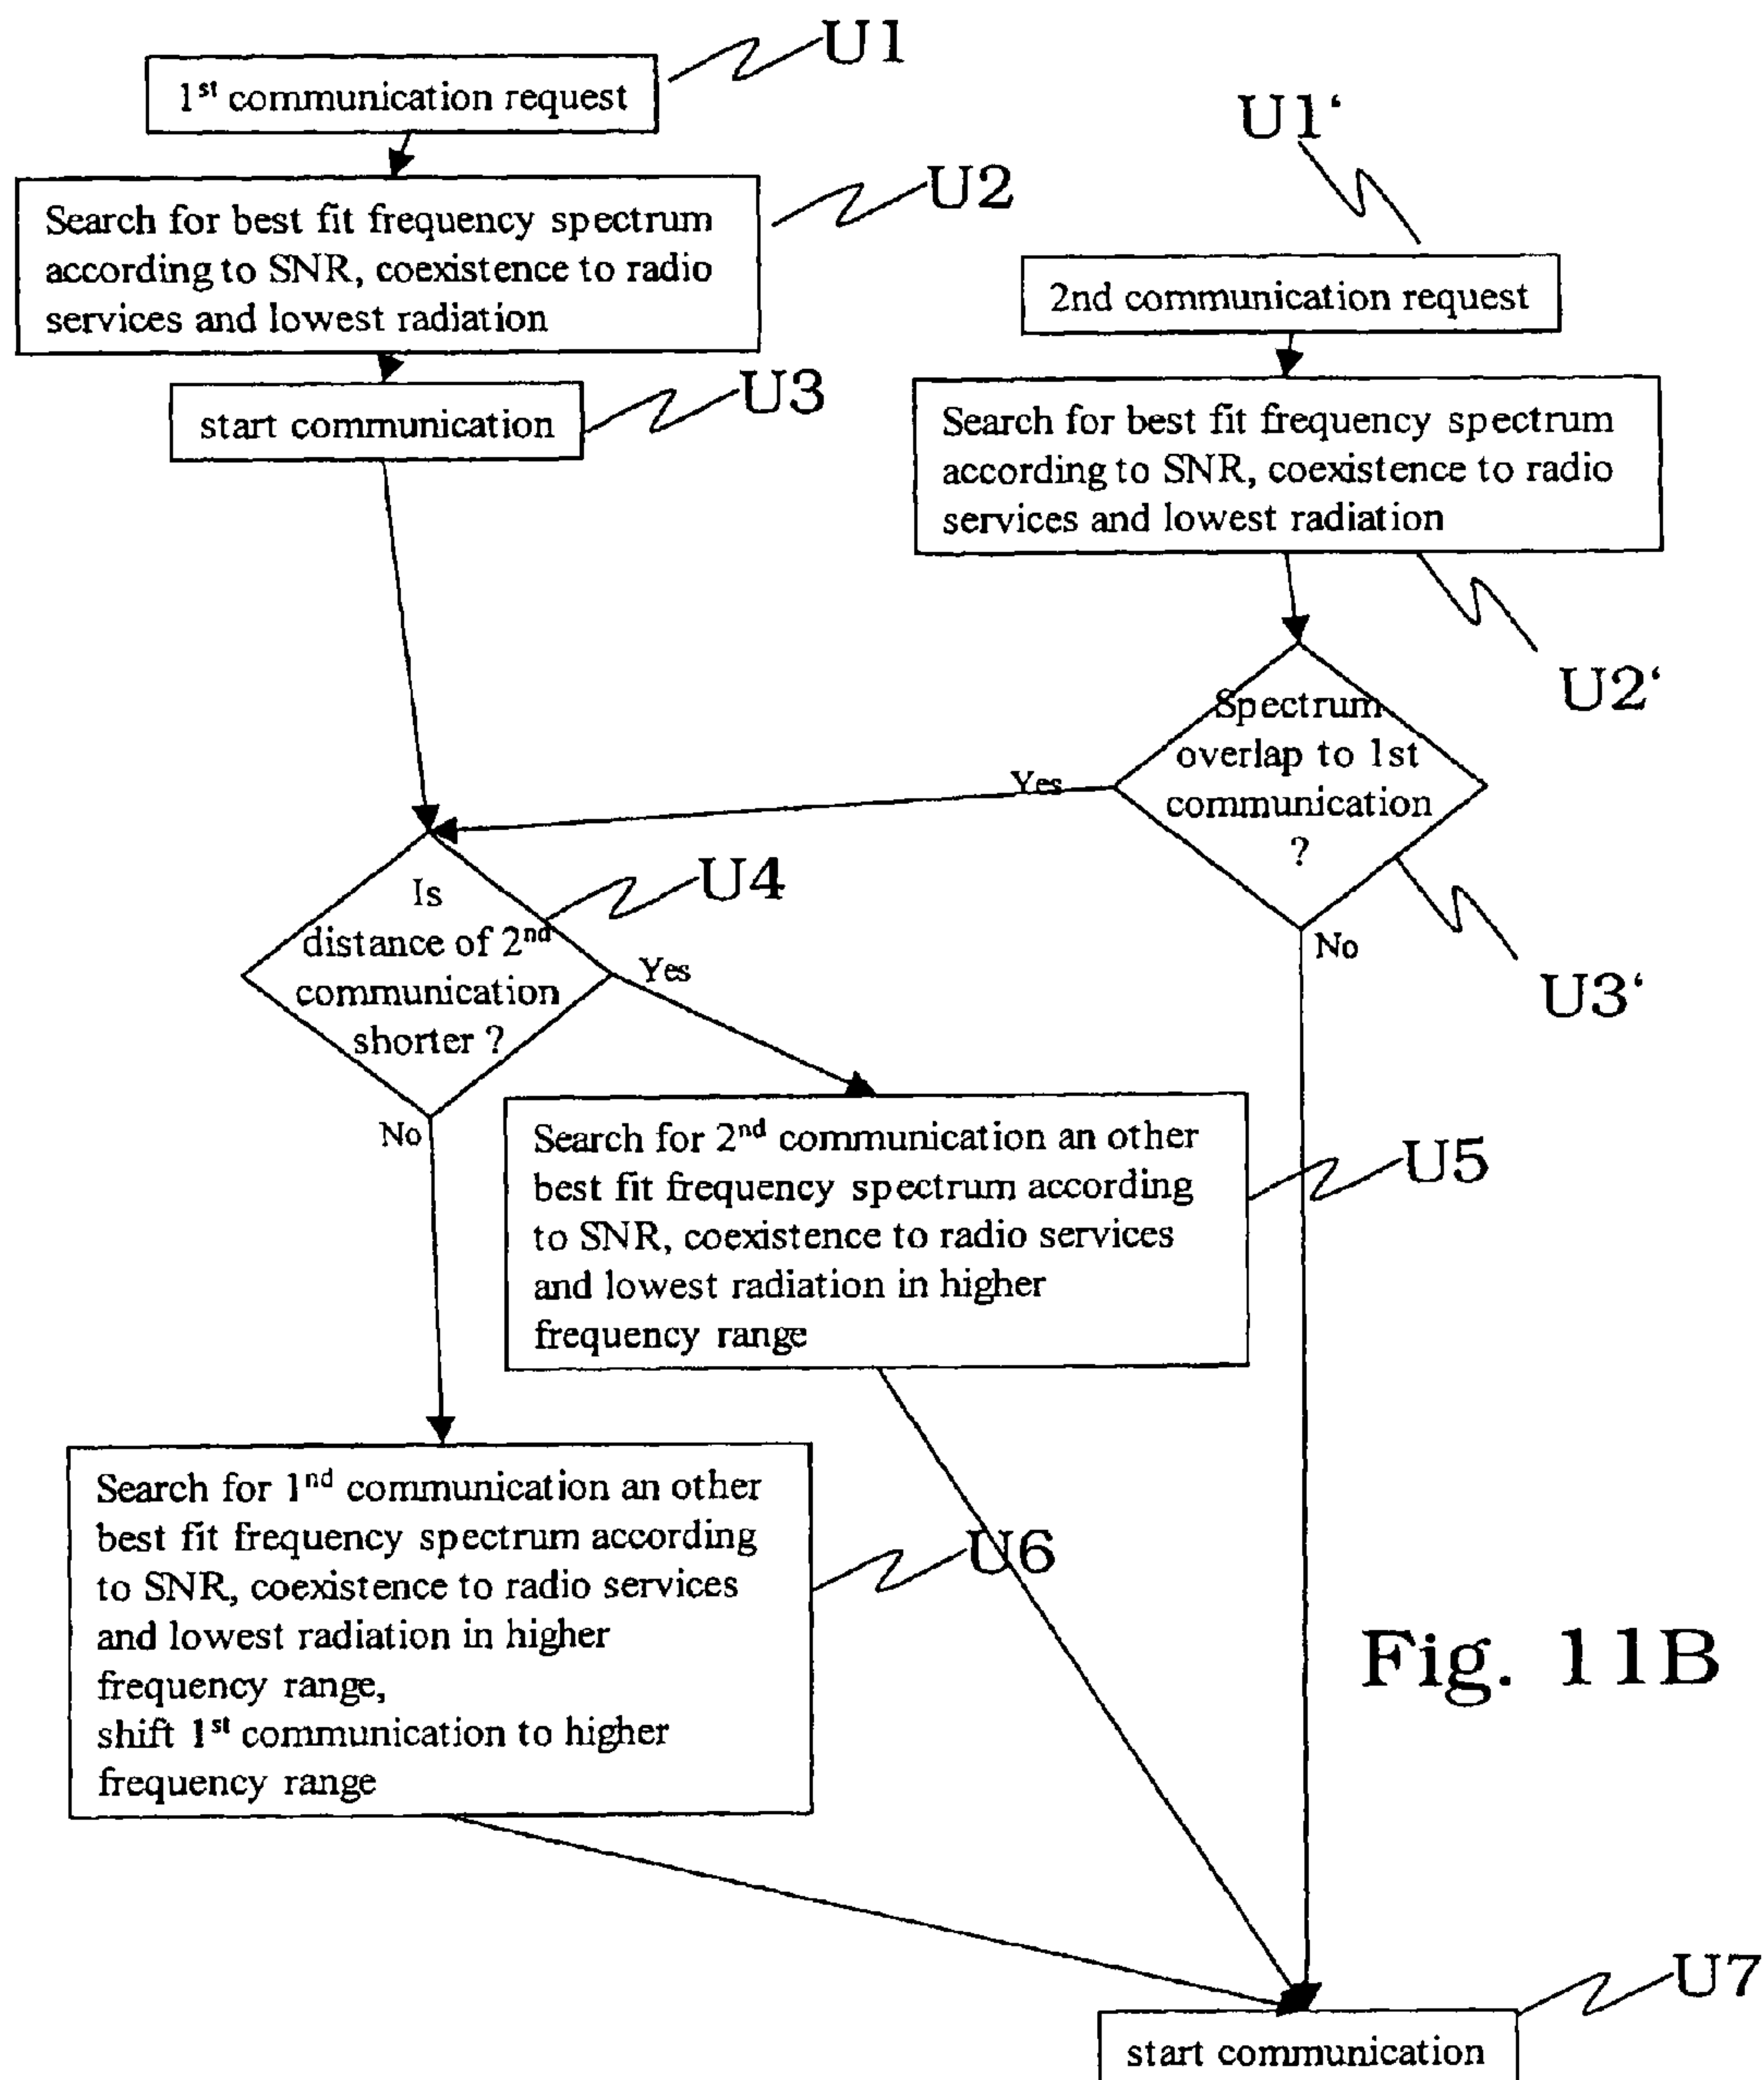 U1
1st communication request
U1‘
U2
Search for best fit frequency spectrum
according to SNR, coexistence to radio
services and lowest radiation
2nd communication request
U3
start communication
Search for best fit frequency spectrum
according to SNR, coexistence to radio
services and lowest radiation
U2‘
Spectrum
overlap to 1st
communication
?
Yes
U4
Is
distance of 2nd
communication
shorter ?
Yes
No
U3‘
No
Search for 2nd communication an other
best fit frequency spectrum according
to SNR, coexistence to radio services
and lowest radiation in higher
frequency range
U5
Search for 1nd communication an other
best fit frequency spectrum according
to SNR, coexistence to radio services
and lowest radiation in higher
frequency range,
shift 1st communication to higher
frequency range
U6
Fig. 11B
U7
start communication